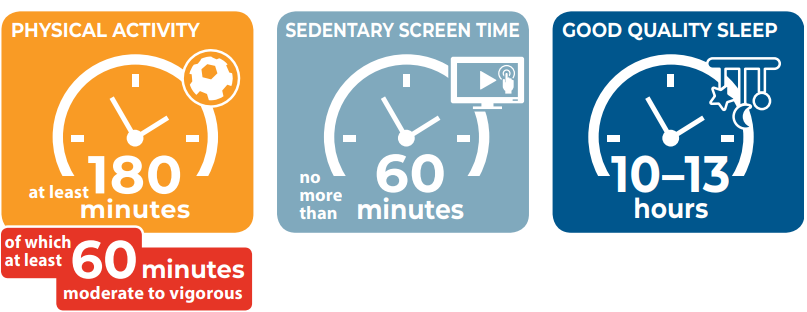 PHYSICAL ACTIVITY
at least 180
minutes
of which
at least 60 minutes
moderate to vigorous
SEDENTARY SCREEN TIME
no
more
than
60
minutes
GOOD QUALITY SLEEP
10–13
hours